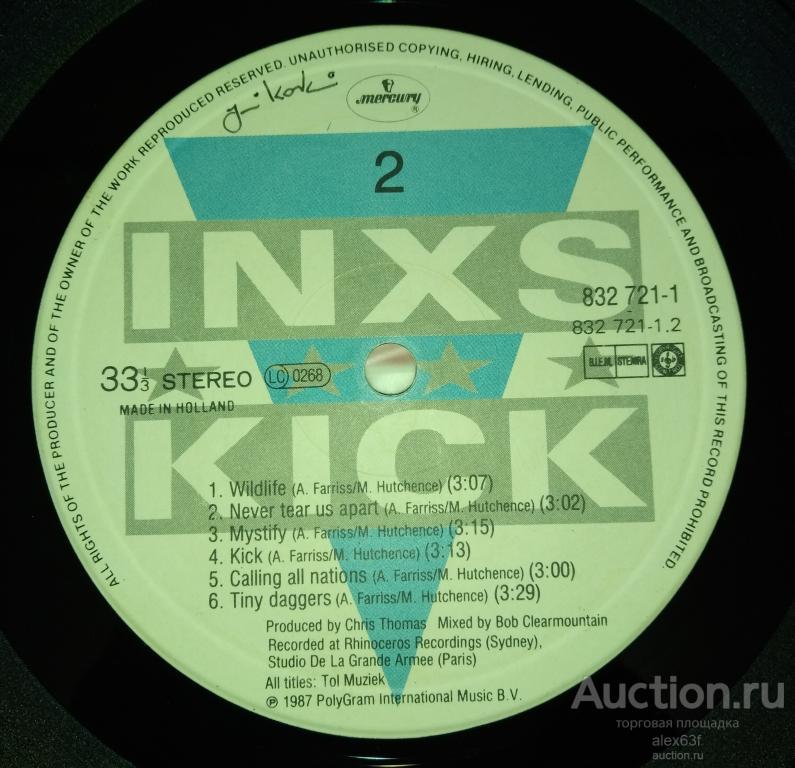 ALL RIGHTS OF THE PRODUCER AND OF THE OWNER OF THE WORK REPRODUCED RESERVED. UNAUTHORISED COPYING, HIRING, LENDING, PUBLIC PERFORMANCE AND BROADCASTING OF THIS RECORD PROHIBITED.
mercury
®
2
INXS
832 721-1
832 721-1.2
33 1/3 STEREO LC 0268
B.I.E.M. STEMRA
MADE IN HOLLAND
KICK
1. Wildlife (A. Farriss/M. Hutchence) (3:07)
2. Never tear us apart (A. Farriss/M. Hutchence) (3:02)
3. Mystify (A. Farriss/M. Hutchence) (3:15)
4. Kick (A. Farriss/M. Hutchence) (3:13)
5. Calling all nations (A. Farriss/M. Hutchence) (3:00)
6. Tiny daggers (A. Farriss/M. Hutchence) (3:29)
Produced by Chris Thomas Mixed by Bob Clearmountain
Recorded at Rhinoceros Recordings (Sydney),
Studio De La Grande Armee (Paris)
All titles: Tol Muziek
℗ 1987 PolyGram International Music B.V.
Auction.ru
торговая площадка
alex63f
auction.ru